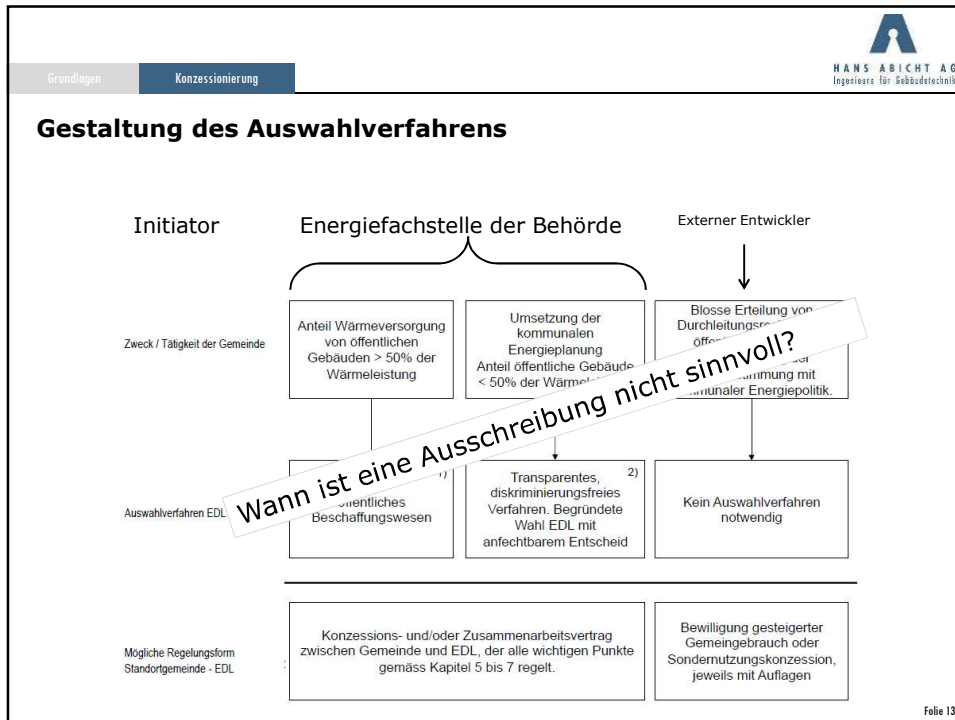 HANS ABICHT AG
Ingenieure für Gebäudetechnik
Grundlagen
Konzessionierung
Gestaltung des Auswahlverfahrens
Initiator
Energiefachstelle der Behörde
Externer Entwickler
Zweck / Tätigkeit der Gemeinde
Anteil Wärmeversorgung
von öffentlichen
Gebäuden > 50% der
Wärmeleistung
Umsetzung der
kommunalen
Energieplanung
Anteil öffentliche Gebäude
< 50% der
Blosse Erteilung von
mit
Energiepolitik.
Wann ist eine Ausschreibung nicht sinnvoll?
Auswahlverfahren EDL
1)
öffentliches
Beschaffungswesen
2)
Transparentes,
diskriminierungsfreies
Verfahren. Begründete
Wahl EDL mit
anfechtbarem Entscheid
Kein Auswahlverfahren
notwendig
Mögliche Regelungsform
Standortgemeinde - EDL
:
Konzessions- und/oder Zusammenarbeitsvertrag
zwischen Gemeinde und EDL, der alle wichtigen Punkte
gemäss Kapitel 5 bis 7 regelt.
Bewilligung gesteigerter
Gemeingebrauch oder
Sondernutzungskonzession,
jeweils mit Auflagen
Folie 13